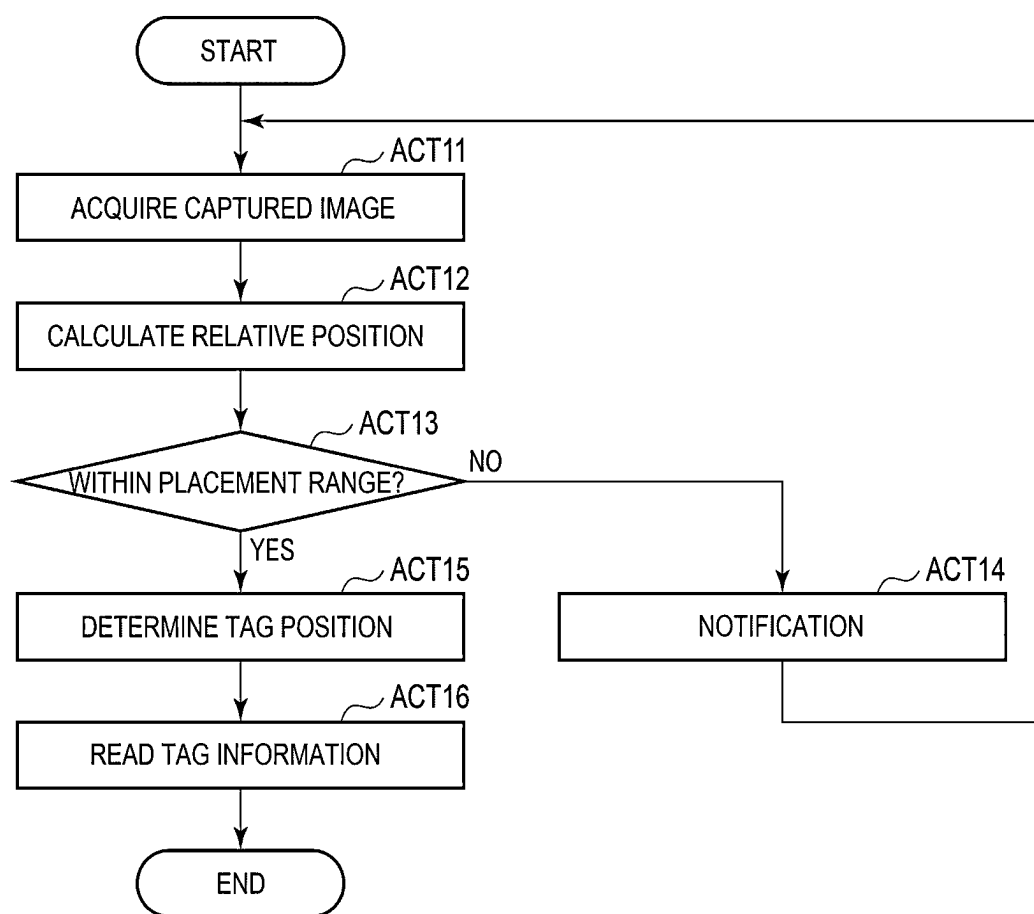 START
ACT11
ACQUIRE CAPTURED IMAGE
ACT12
CALCULATE RELATIVE POSITION
ACT13
WITHIN PLACEMENT RANGE?
NO
YES
ACT15
DETERMINE TAG POSITION
ACT14
NOTIFICATION
ACT16
READ TAG INFORMATION
END